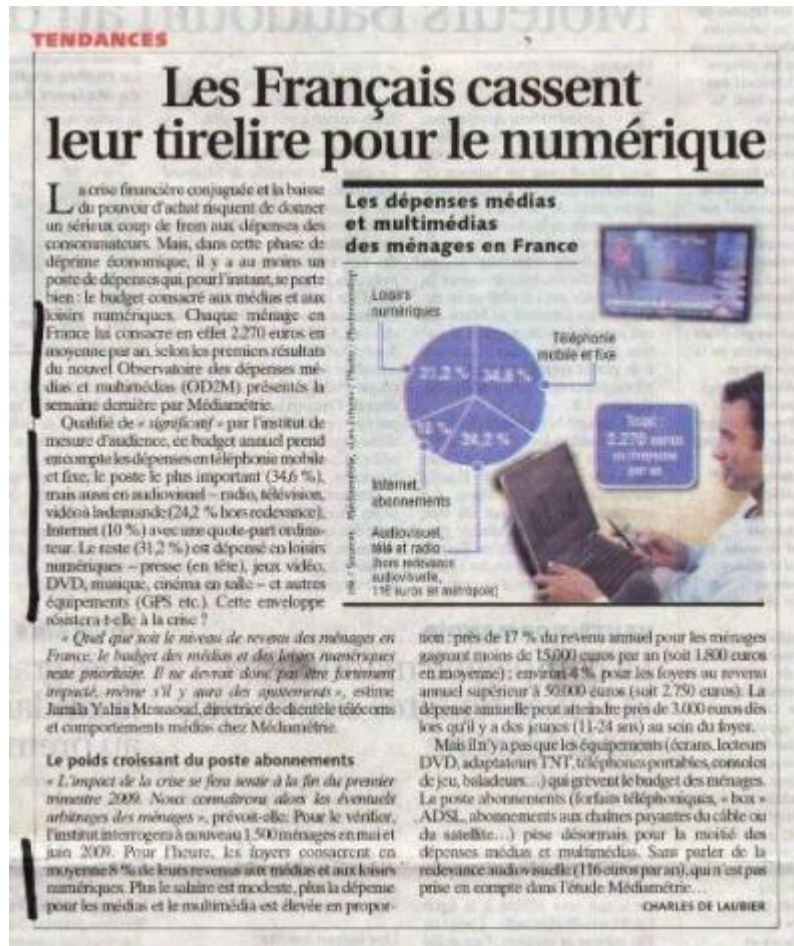 TENDANCES
Les Français cassent
leur tirelire pour le numérique
La crise financière conjuguée et la baisse
du pouvoir d'achat risquent de donner
un sérieux coup de frein aux dépenses des
consommateurs. Mais, dans cette phase de
déprime économique, il y a au moins un
poste de dépenses qui, pour l'instant, se porte
bien : le budget consacré aux médias et aux
loisirs numériques. Chaque ménage en
France lui consacre en effet 2.270 euros en
moyenne par an, selon les premiers résultats
du nouvel Observatoire des dépenses mé-
dias et multimédias (OD2M) présentés la
semaine dernière par Médiamétrie.
Qualifié de « significatif » par l'institut de
mesure d'audience, ce budget annuel prend
en compte les dépenses en téléphonie mobile
et fixe, le poste le plus important (34,6 %),
mais aussi en audiovisuel – radio, télévision,
vidéo à la demande (24,2 % hors redevance),
Internet (10 %) avec une quote-part ordina-
teur. Le reste (31,2 %) est dépensé en loisirs
numériques – presse (en tête), jeux vidéo,
DVD, musique, cinéma en salle – et autres
équipements (GPS etc.). Cette enveloppe
résistera-t-elle à la crise ?
« Quel que soit le niveau de revenu des ménages en
France, le budget des médias et des loisirs numériques
reste prioritaire. Il ne devrait donc pas être fortement
impacté, même s'il y aura des ajustements », estime
Jamila Yahia Messaoud, directrice de clientèle télécoms
et comportements médias chez Médiamétrie.
Le poids croissant du poste abonnements
« L'impact de la crise se fera sentir à la fin du premier
trimestre 2009. Nous connaîtrons alors les éventuels
arbitrages des ménages », prévoit-elle. Pour le vérifier,
l'institut interrogera à nouveau 1.500 ménages en mai et
juin 2009. Pour l'heure, les foyers consacrent en
moyenne 8 % de leurs revenus aux médias et aux loisirs
numériques. Plus le salaire est modeste, plus la dépense
pour les médias et le multimédia est élevée en propor-
tion : près de 17 % du revenu annuel pour les ménages
gagnant moins de 15.000 euros par an (soit 1.800 euros
en moyenne) ; environ 4 % pour les foyers au revenu
annuel supérieur à 50.000 euros (soit 2.750 euros). La
dépense annuelle peut atteindre près de 3.000 euros dès
lors qu'il y a des jeunes (11-24 ans) au sein du foyer.
Mais il n'y a pas que les équipements (écrans, lecteurs
DVD, adaptateurs TNT, téléphones portables, consoles
de jeu, baladeurs…) qui grèvent le budget des ménages.
Le poste abonnements (forfaits téléphoniques, « box »
ADSL, abonnements aux chaînes payantes du câble ou
du satellite…) pèse désormais pour la moitié des
dépenses médias et multimédias. Sans parler de la
redevance audiovisuelle (116 euros par an), qui n'est pas
prise en compte dans l'étude Médiamétrie…
CHARLES DE LAUBIER
Les dépenses médias
et multimédias
des ménages en France
Loisirs
numériques
Téléphonie
mobile et fixe
31,2 %
34,6 %
10 %
24,2 %
Internet,
abonnements
Audiovisuel,
télé et radio
(hors redevance
audiovisuelle,
116 euros en métropole)
Total :
2.270 euros
en moyenne
par an